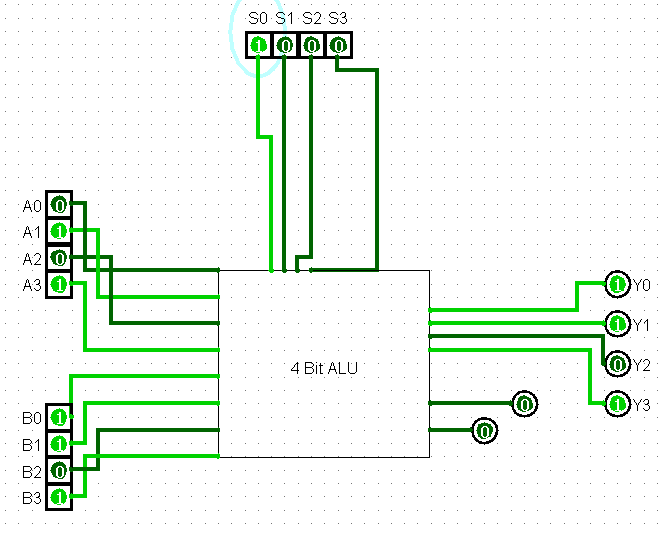 S0 S1 S2 S3
1 0 0 0
A0 0
A1 1
A2 0
A3 1
4 Bit ALU
1 Y0
1 Y1
0 Y2
1 Y3
0
0
B0 1
B1 1
B2 0
B3 1